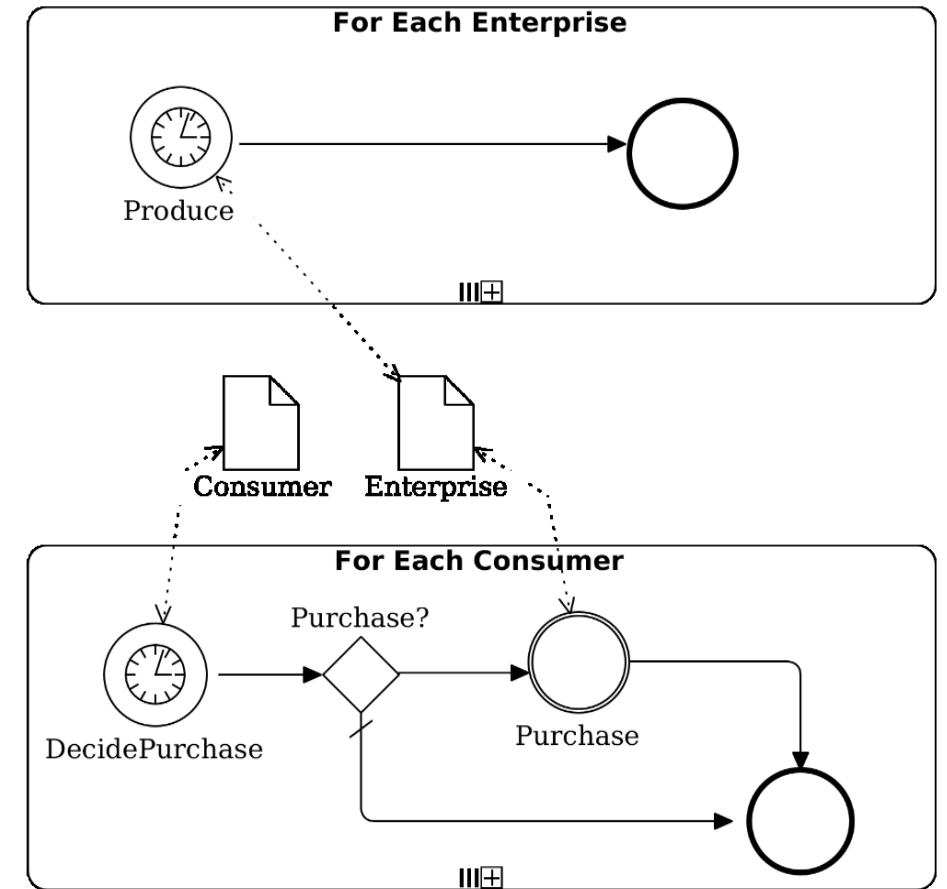 For Each Enterprise
Produce
Consumer
Enterprise
For Each Consumer
Purchase?
DecidePurchase
Purchase